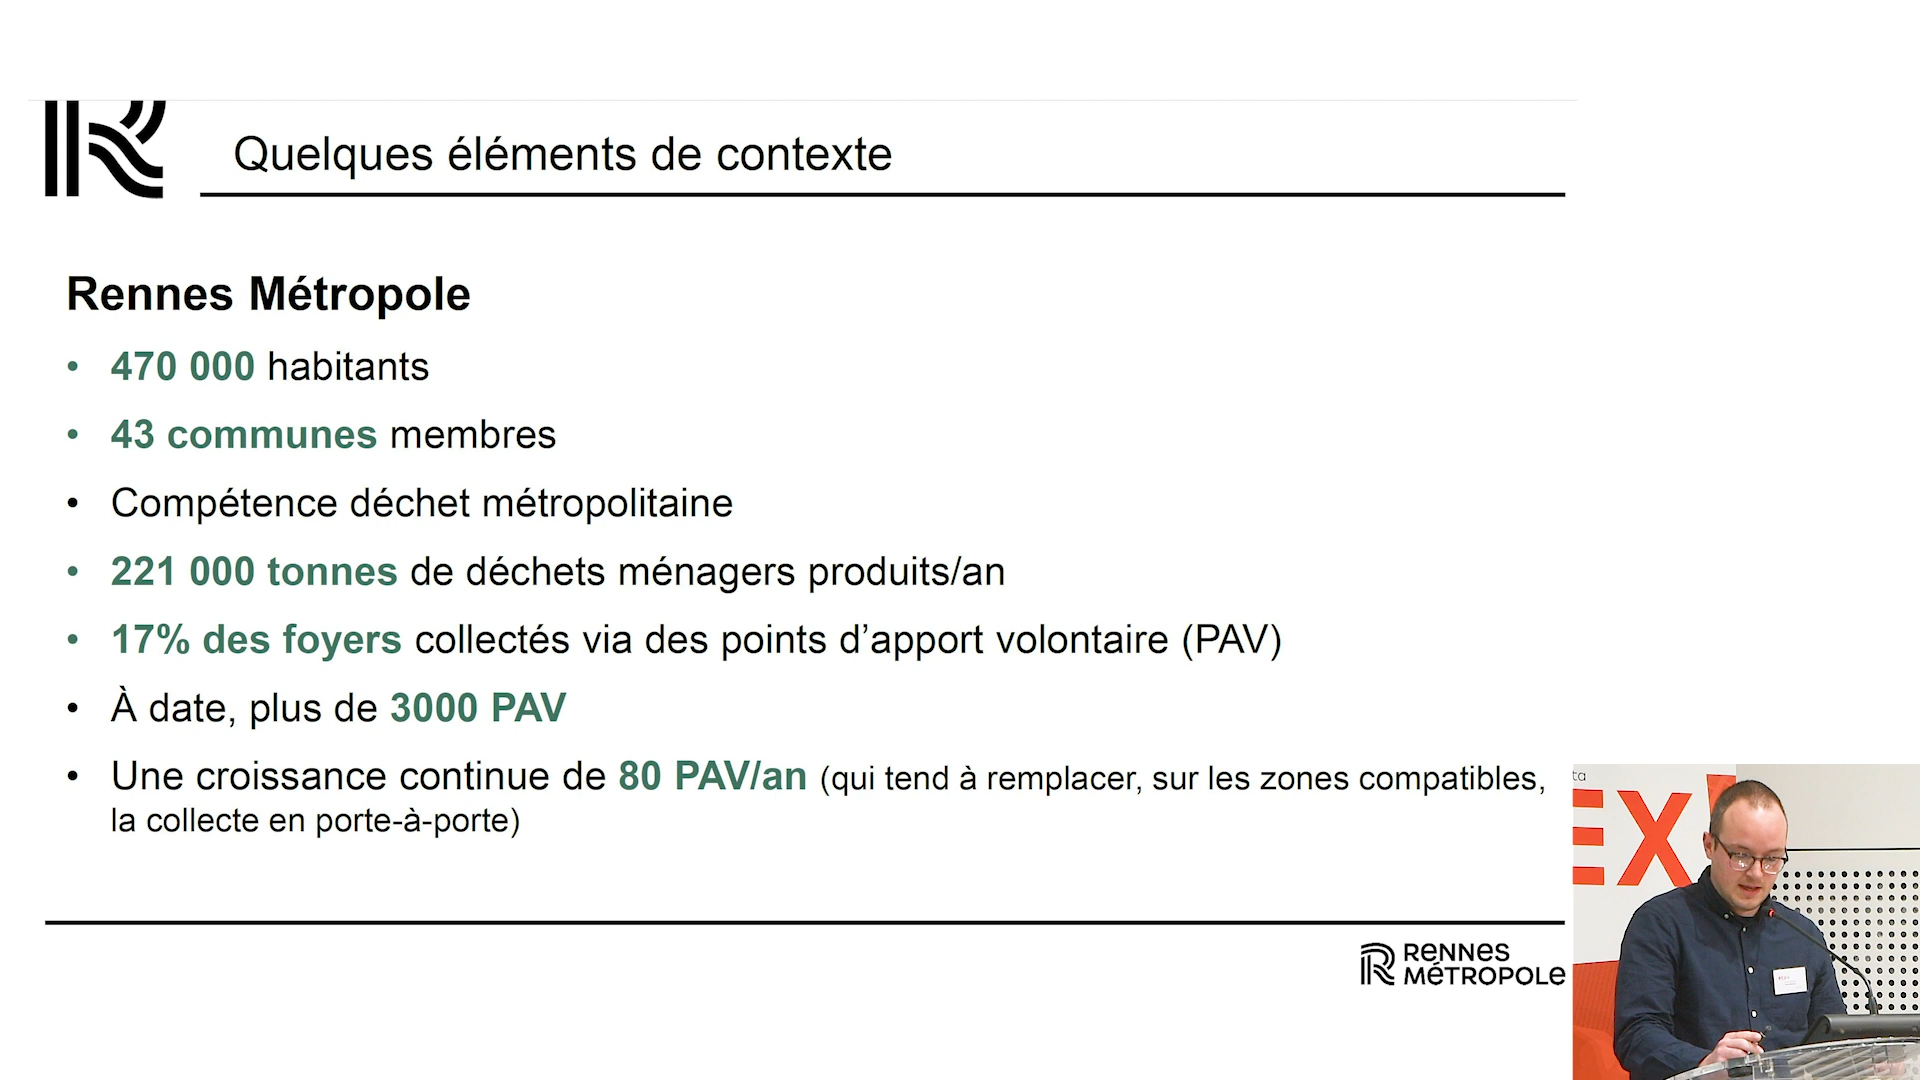 Quelques éléments de contexte
Rennes Métropole
• 470 000 habitants
• 43 communes membres
• Compétence déchet métropolitaine
• 221 000 tonnes de déchets ménagers produits/an
• 17% des foyers collectés via des points d’apport volontaire (PAV)
• À date, plus de 3000 PAV
• Une croissance continue de 80 PAV/an (qui tend à remplacer, sur les zones compatibles,
la collecte en porte-à-porte)
ta
EX
RENNES
MÉTROPOLE